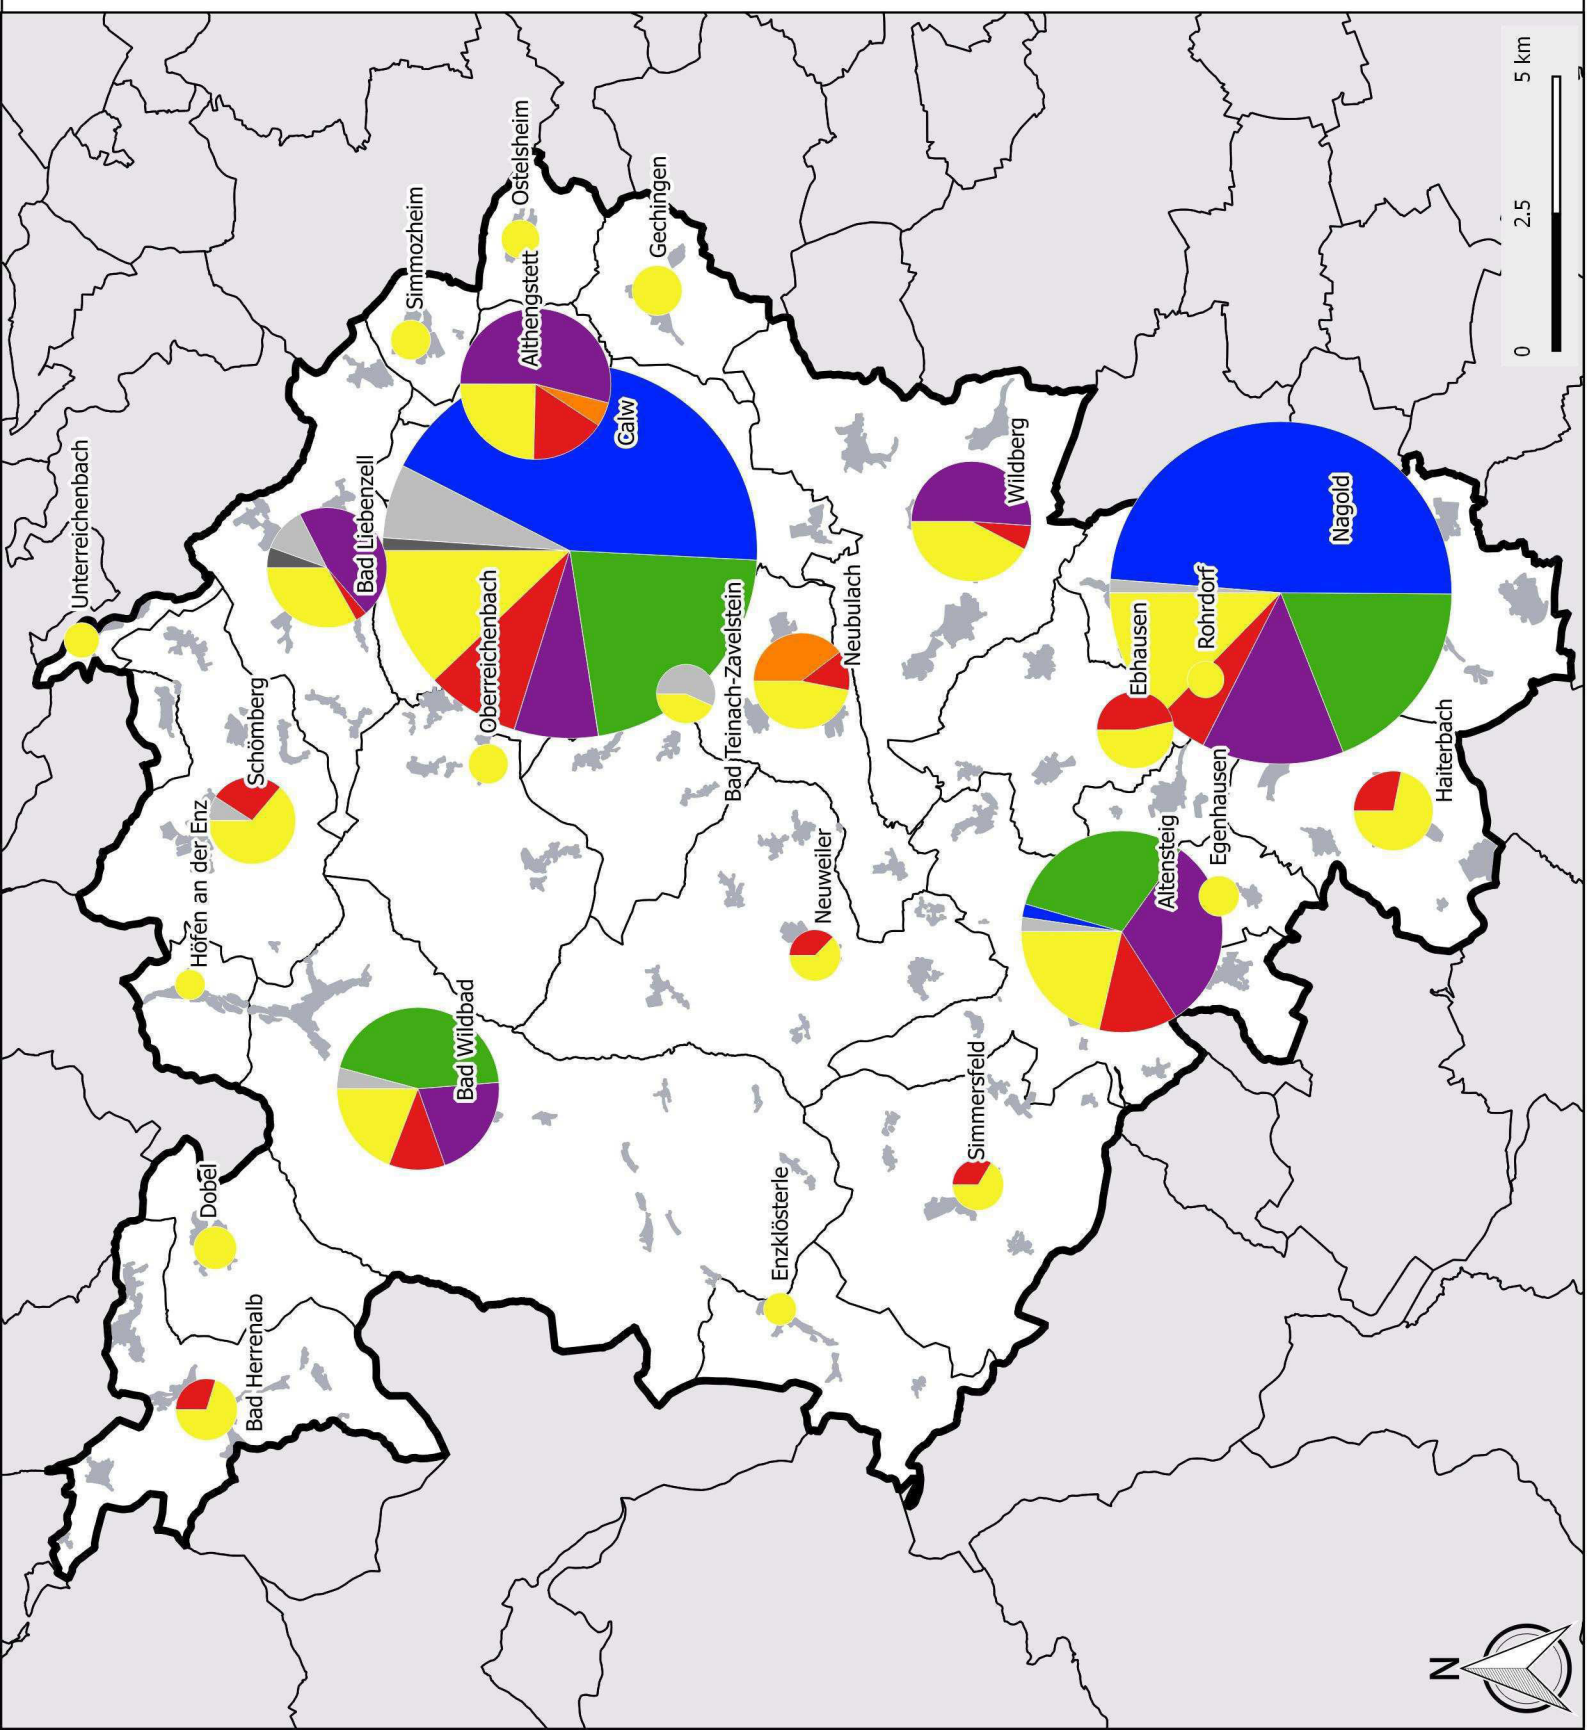 Unterreichenbach
Simmozheim
Ostelsheim
Gechingen
Althengstett
Calw
Bad Liebenzell
Oberreichenbach
Schömberg
Höfen an der Enz
Bad Teinach-Zavelstein
Neubulach
Wildberg
Nagold
Rohrdorf
Ebhausen
Haiterbach
Egenhausen
Altensteig
Neuweiler
Bad Wildbad
Simmersfeld
Enzklösterle
Dobel
Bad Herrenalb
0 2.5 5 km
N